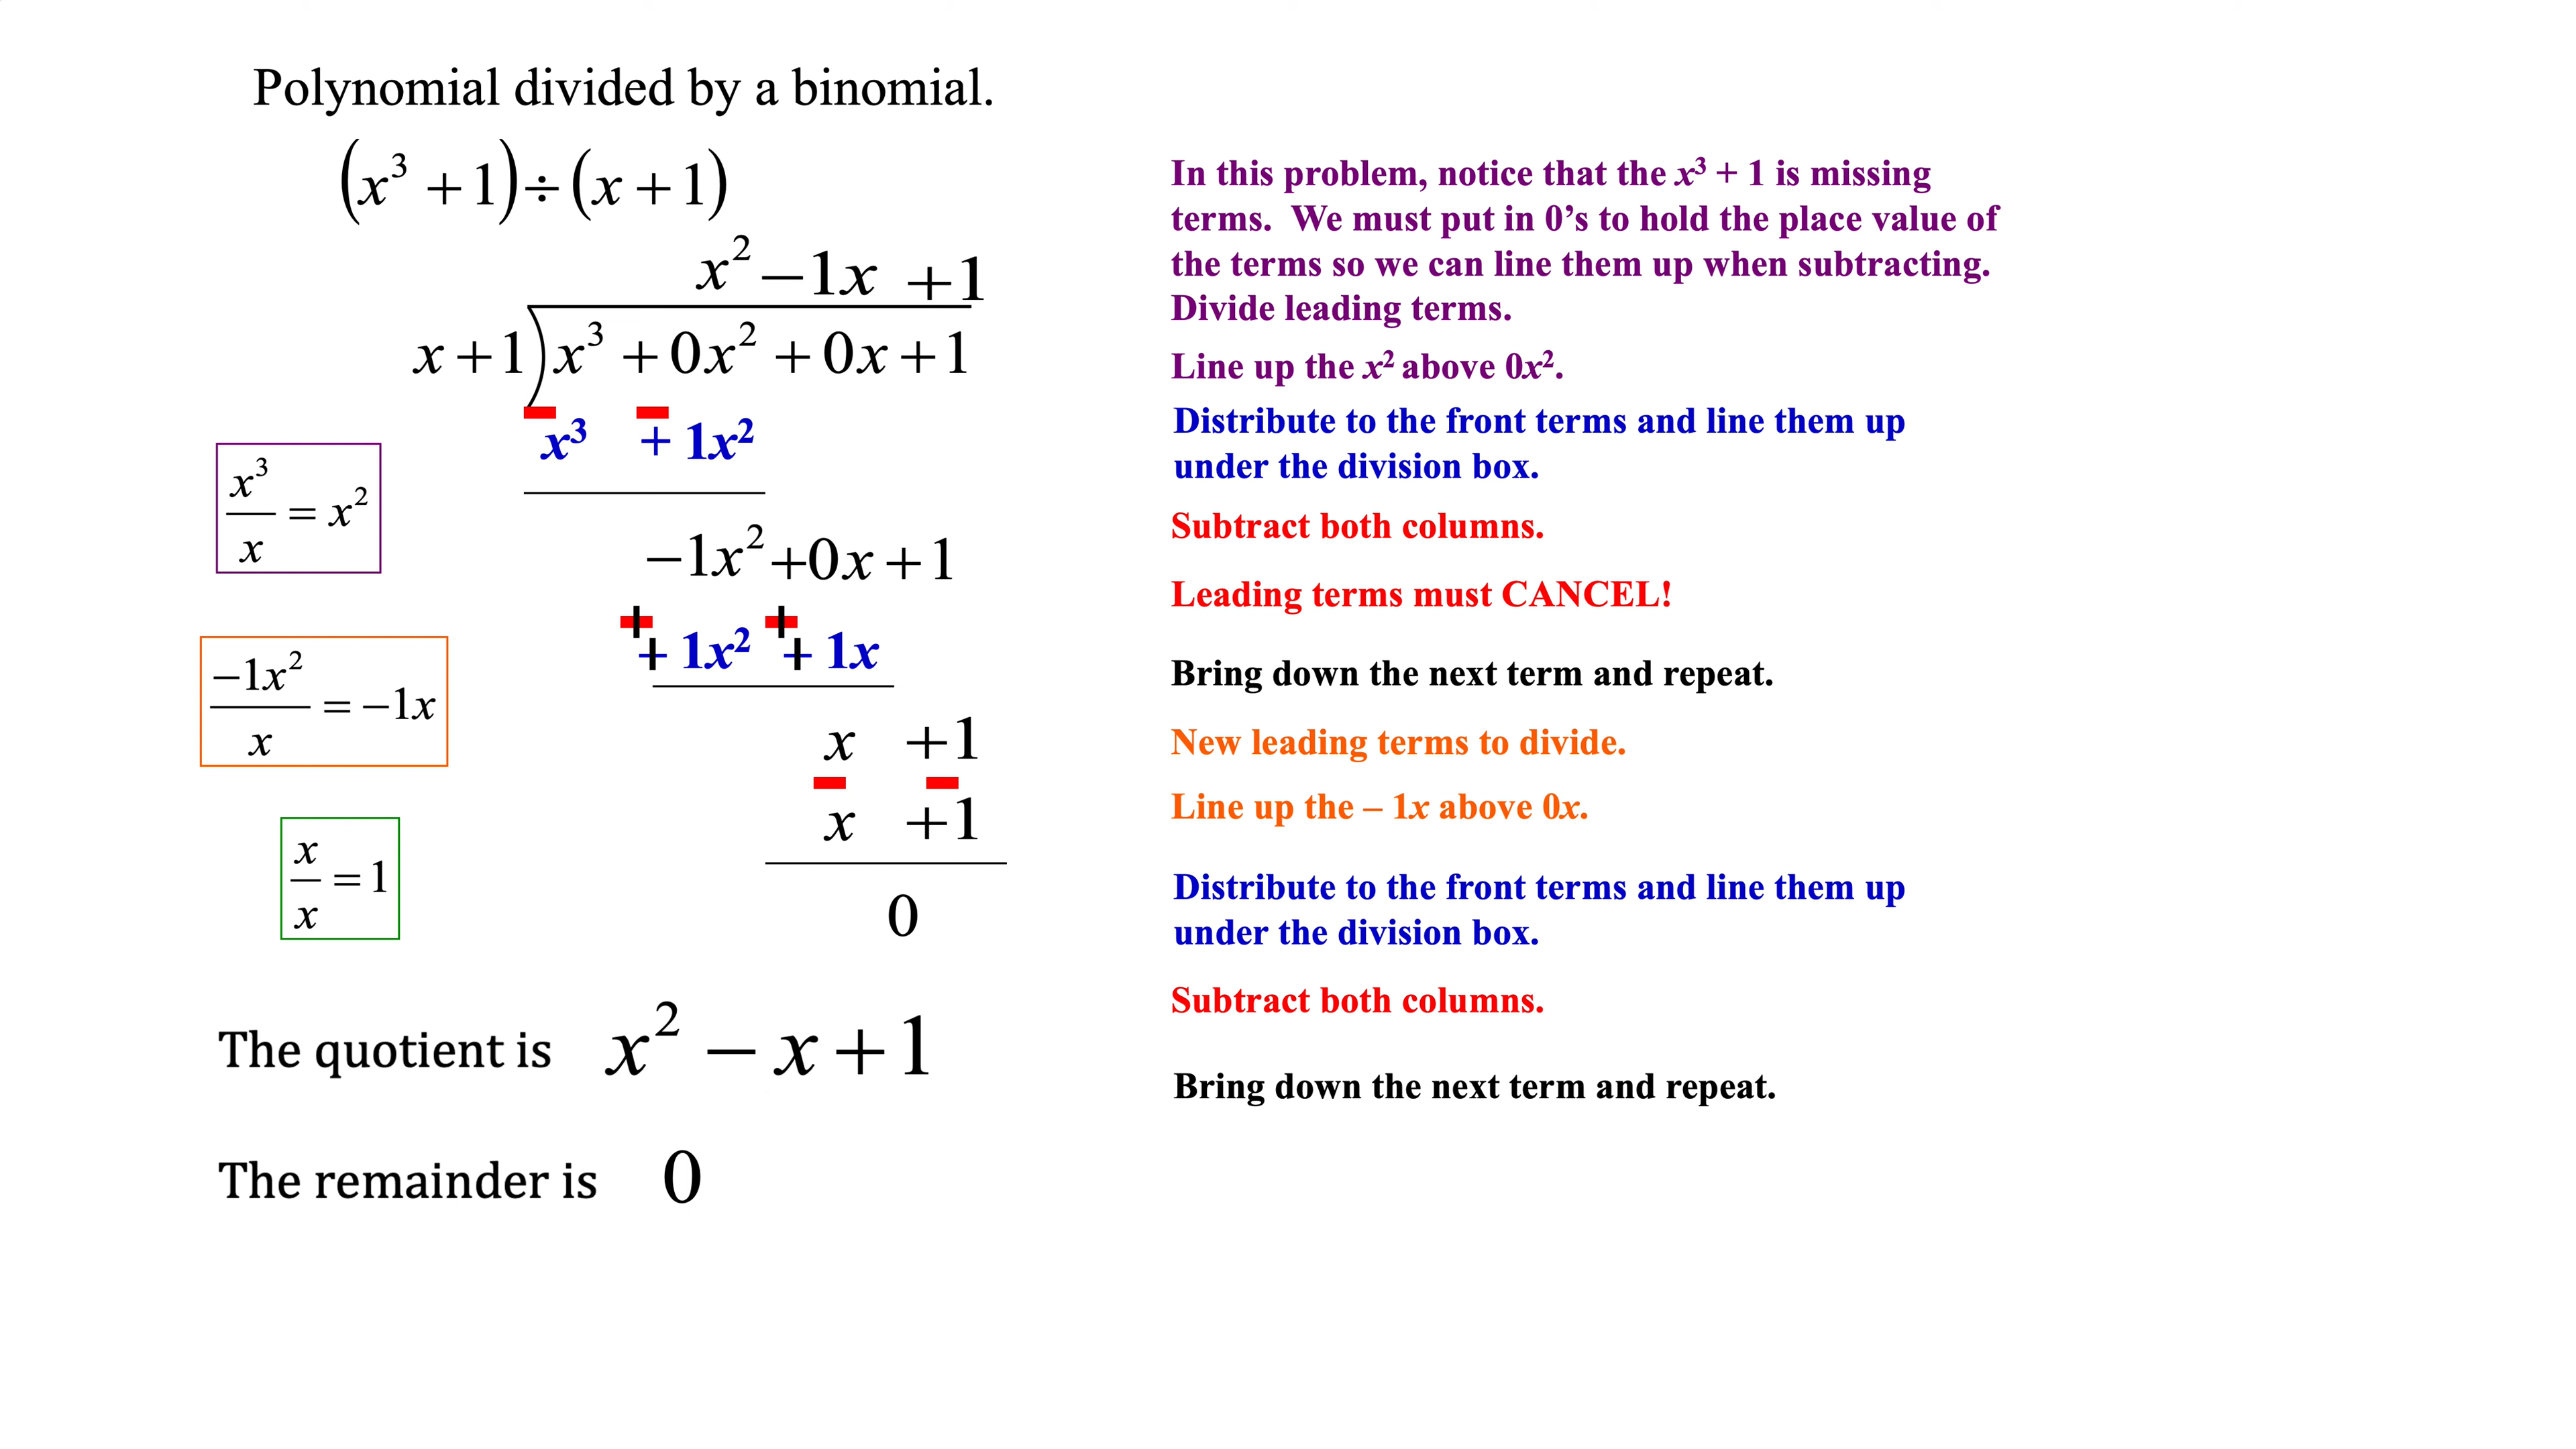 Polynomial divided by a binomial.
(x³ + 1) ÷ (x + 1)
x² − 1x + 1
x + 1 ) x³ + 0x² + 0x + 1
− x³ − + 1x²
−1x² + 0x + 1
+ + 1x² + + 1x
x + 1
− x − + 1
0
x³/x = x²
−1x²/x = −1x
x/x = 1
The quotient is x² − x + 1
The remainder is 0
In this problem, notice that the x³ + 1 is missing
terms. We must put in 0’s to hold the place value of
the terms so we can line them up when subtracting.
Divide leading terms.
Line up the x² above 0x².
Distribute to the front terms and line them up
under the division box.
Subtract both columns.
Leading terms must CANCEL!
Bring down the next term and repeat.
New leading terms to divide.
Line up the – 1x above 0x.
Distribute to the front terms and line them up
under the division box.
Subtract both columns.
Bring down the next term and repeat.